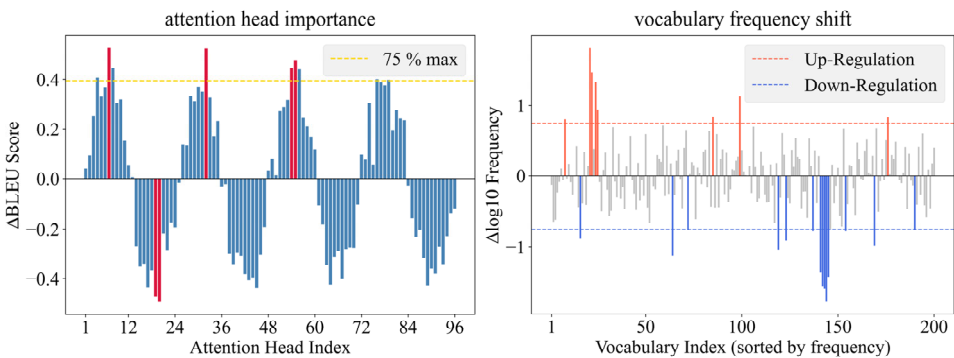 attention head importance
75 % max
ΔBLEU Score
0.4
0.2
0.0
−0.2
−0.4
1 12 24 36 48 60 72 84 96
Attention Head Index
vocabulary frequency shift
Up-Regulation
Down-Regulation
Δlog10 Frequency
1
0
−1
1 50 100 150 200
Vocabulary Index (sorted by frequency)